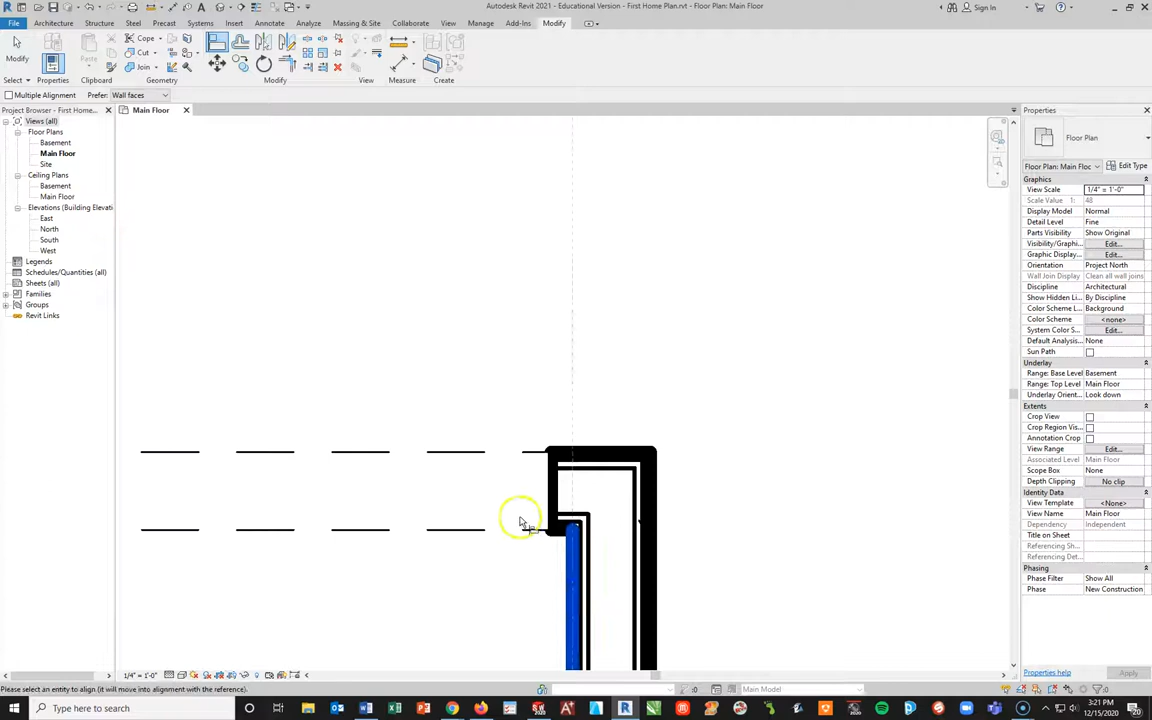 Autodesk Revit 2021 - Educational Version - First Home Plan.rvt - Floor Plan: Main Floor
Sign In
File Architecture Structure Steel Precast Systems Insert Annotate Analyze Massing & Site Collaborate View Manage Add-Ins Modify
Modify
Paste
Cope
Cut
Join
Select Properties Clipboard Geometry Modify View Measure Create
Multiple Alignment Prefer: Wall faces
Project Browser - First Home...
Main Floor
Properties
Views (all)
Floor Plans
Basement
Main Floor
Site
Ceiling Plans
Basement
Main Floor
Elevations (Building Elevati
East
North
South
West
Legends
Schedules/Quantities (all)
Sheets (all)
Families
Groups
Revit Links
Floor Plan
Floor Plan: Main Floc Edit Type
Graphics
View Scale 1/4" = 1'-0"
Scale Value 1: 48
Display Model Normal
Detail Level Fine
Parts Visibility Show Original
Visibility/Graphi... Edit...
Graphic Display... Edit...
Orientation Project North
Wall Join Display Clean all wall joins
Discipline Architectural
Show Hidden Li... By Discipline
Color Scheme L... Background
Color Scheme <none>
System Color S... Edit...
Default Analysis... None
Sun Path
Underlay
Range: Base Level Basement
Range: Top Level Main Floor
Underlay Orient... Look down
Extents
Crop View
Crop Region Vis...
Annotation Crop
View Range Edit...
Associated Level Main Floor
Scope Box None
Depth Clipping No clip
Identity Data
View Template <None>
View Name Main Floor
Dependency Independent
Title on Sheet
Referencing Sh...
Referencing Det...
Phasing
Phase Filter Show All
Phase New Construction
Properties help Apply
1/4" = 1'-0"
Please select an entity to align (it will move into alignment with the reference).
:0
Main Model
:0
Type here to search
3:21 PM
12/15/2020